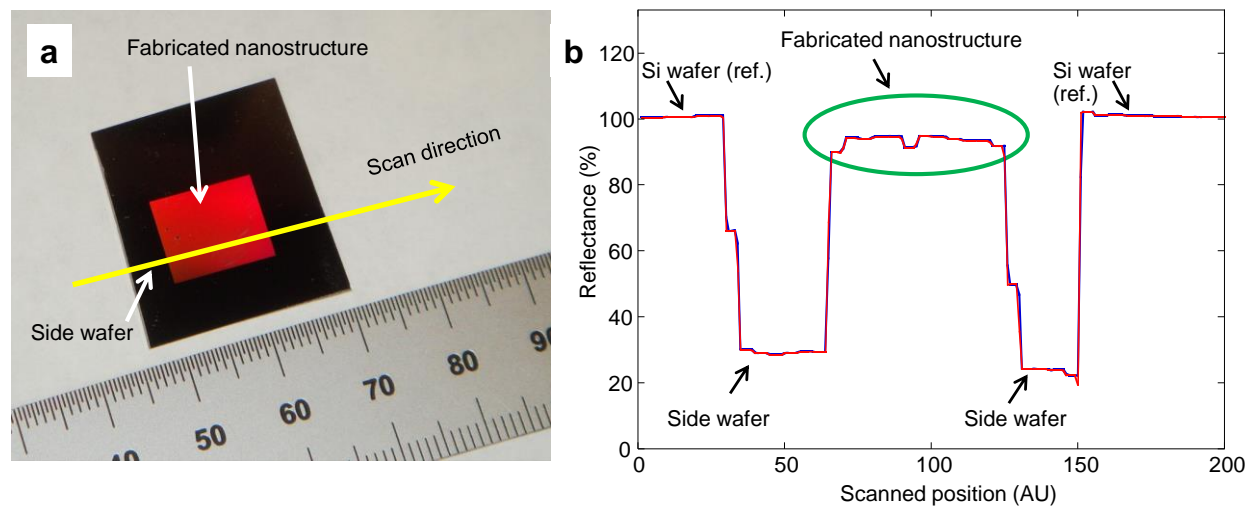 a
Fabricated nanostructure
Scan direction
Side wafer
40
50
60
70
80
90
b
Fabricated nanostructure
Si wafer (ref.)
Si wafer
(ref.)
Side wafer
Side wafer
120
100
80
60
40
20
0
Reflectance (%)
0
50
100
150
200
Scanned position (AU)